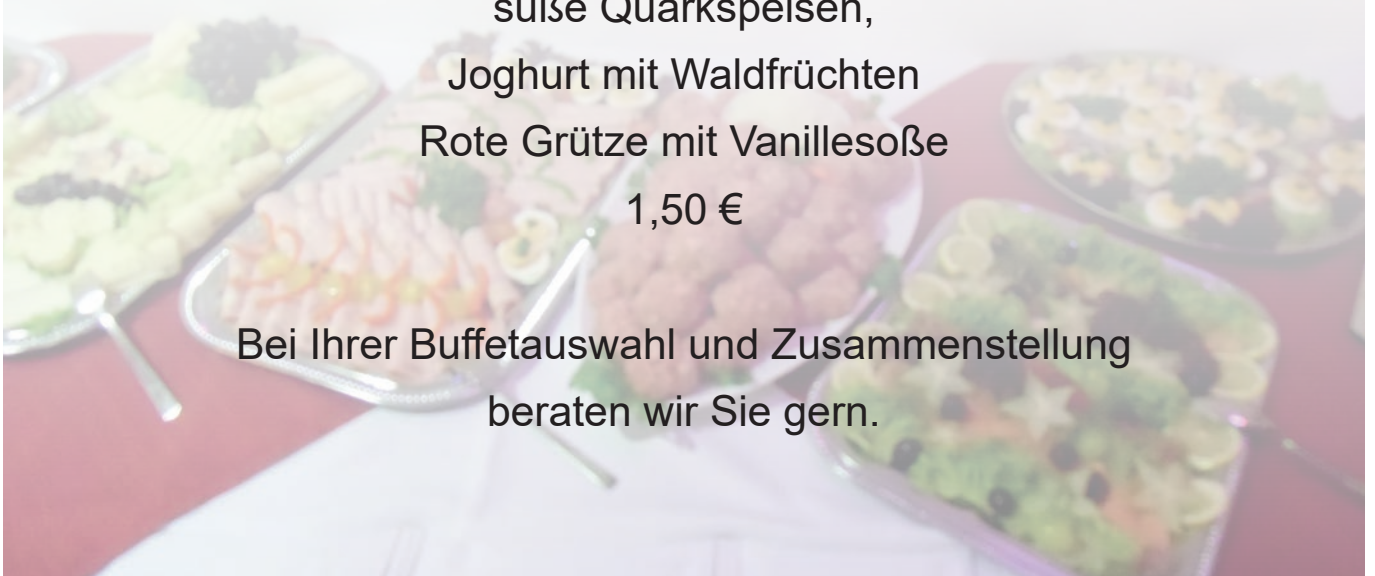 süße Quarkspeisen,
Joghurt mit Waldfrüchten
Rote Grütze mit Vanillesoße
1,50 €
Bei Ihrer Buffetauswahl und Zusammenstellung
beraten wir Sie gern.